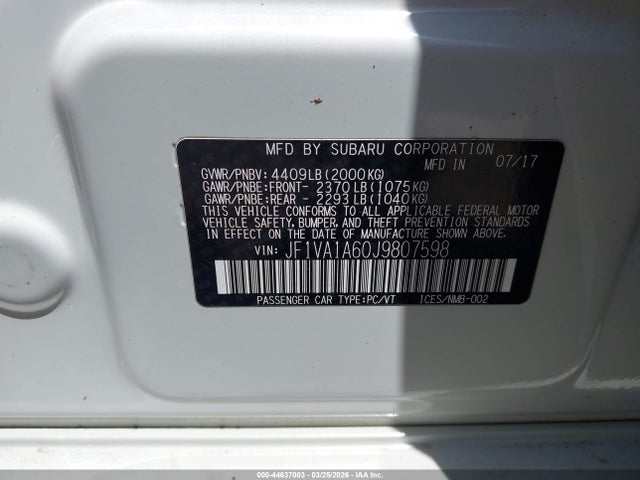 MFD BY SUBARU CORPORATION
MFD IN 07/17
GVWR/PNBV: 4409LB(2000KG)
GAWR/PNBE:FRONT- 2370LB(1075KG)
GAWR/PNBE:REAR - 2293LB(1040KG)
THIS VEHICLE CONFORMS TO ALL APPLICABLE FEDERAL MOTOR
VEHICLE SAFETY, BUMPER, AND THEFT PREVENTION STANDARDS
IN EFFECT ON THE DATE OF MANUFACTURE SHOWN ABOVE.
VIN: JF1VA1A60J9807598
PASSENGER CAR TYPE:PC/VT ICES/NMB-002
000-44637003 — 03/25/2026 — IAA Inc.